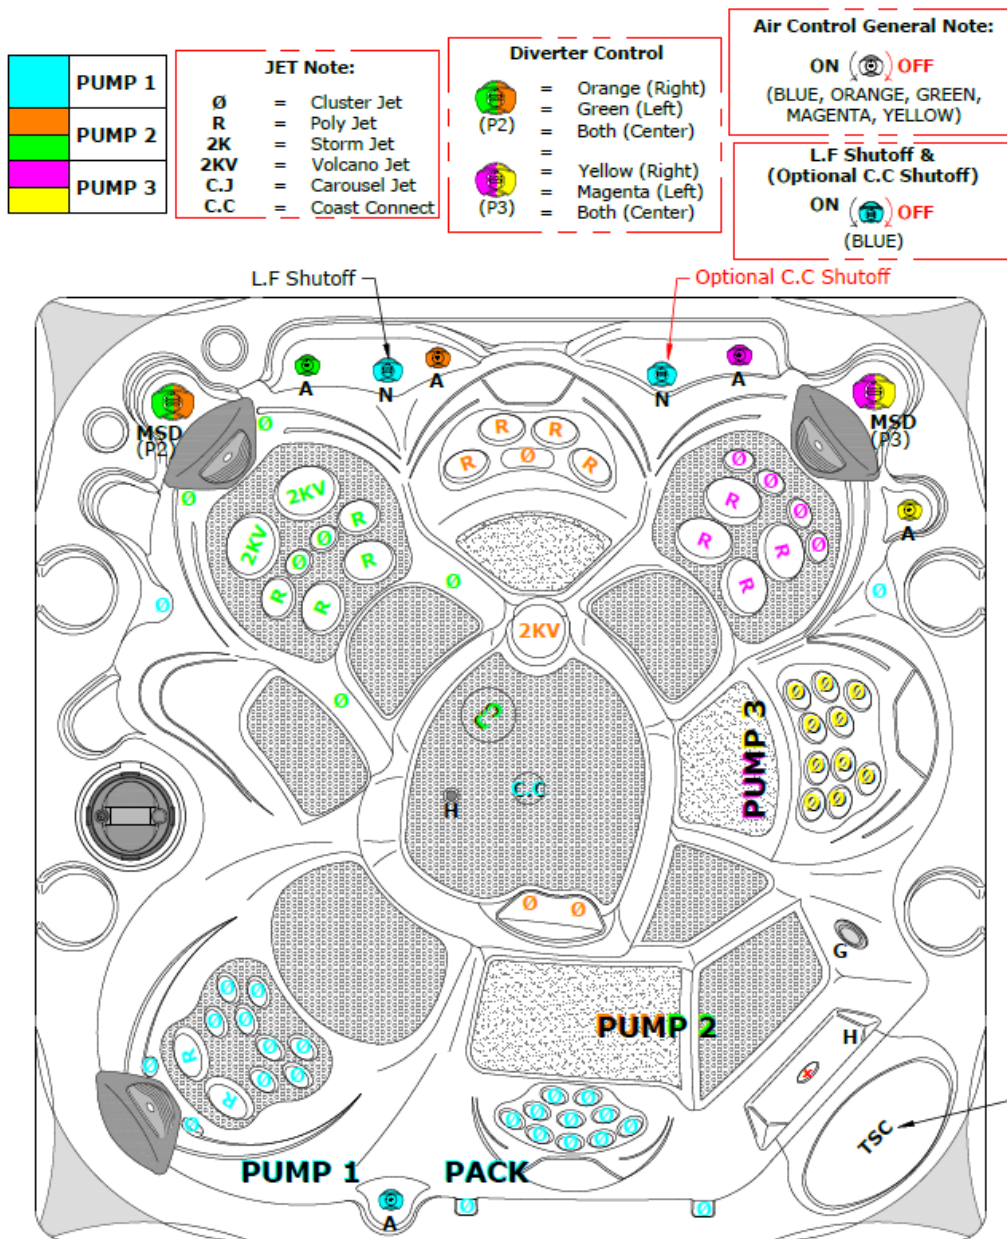 PUMP 1
PUMP 2
PUMP 3
JET Note:
Ø = Cluster Jet
R = Poly Jet
2K = Storm Jet
2KV = Volcano Jet
C.J = Carousel Jet
C.C = Coast Connect
Diverter Control
= Orange (Right)
= Green (Left)
(P2) = Both (Center)
=
= Yellow (Right)
= Magenta (Left)
(P3) = Both (Center)
Air Control General Note:
ON OFF
(BLUE, ORANGE, GREEN,
MAGENTA, YELLOW)
L.F Shutoff &
(Optional C.C Shutoff)
ON OFF
(BLUE)
L.F Shutoff
Optional C.C Shutoff
A
N
A
N
A
MSD
(P2)
MSD
(P3)
Ø
R R
R Ø R
Ø
2KV
2KV
R
Ø
Ø
R
R
R
Ø
Ø
Ø
Ø
R
Ø
R
R
Ø
R
A
Ø
Ø
Ø
2KV
Ø
C.J
C.C
H
PUMP 3
Ø Ø Ø
Ø Ø
Ø Ø Ø
Ø Ø
Ø Ø
G
PUMP 2
H
TSC
Ø Ø
Ø Ø
Ø Ø
Ø Ø
R
R
Ø
Ø
Ø Ø Ø
Ø Ø Ø
Ø Ø Ø
PUMP 1
PACK
A
Ø
Ø